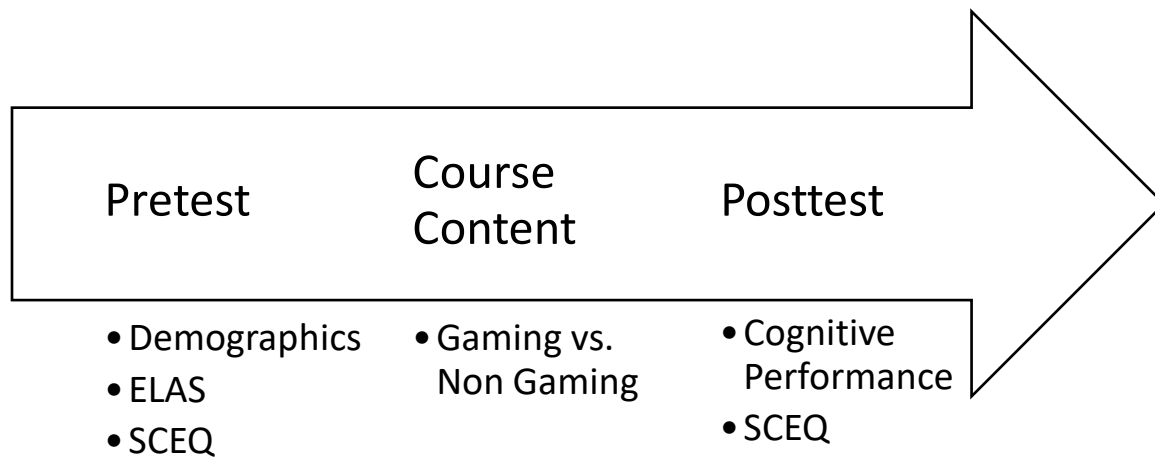 Pretest
Course
Content
Posttest
• Demographics
• ELAS
• SCEQ
• Gaming vs.
Non Gaming
• Cognitive
Performance
• SCEQ